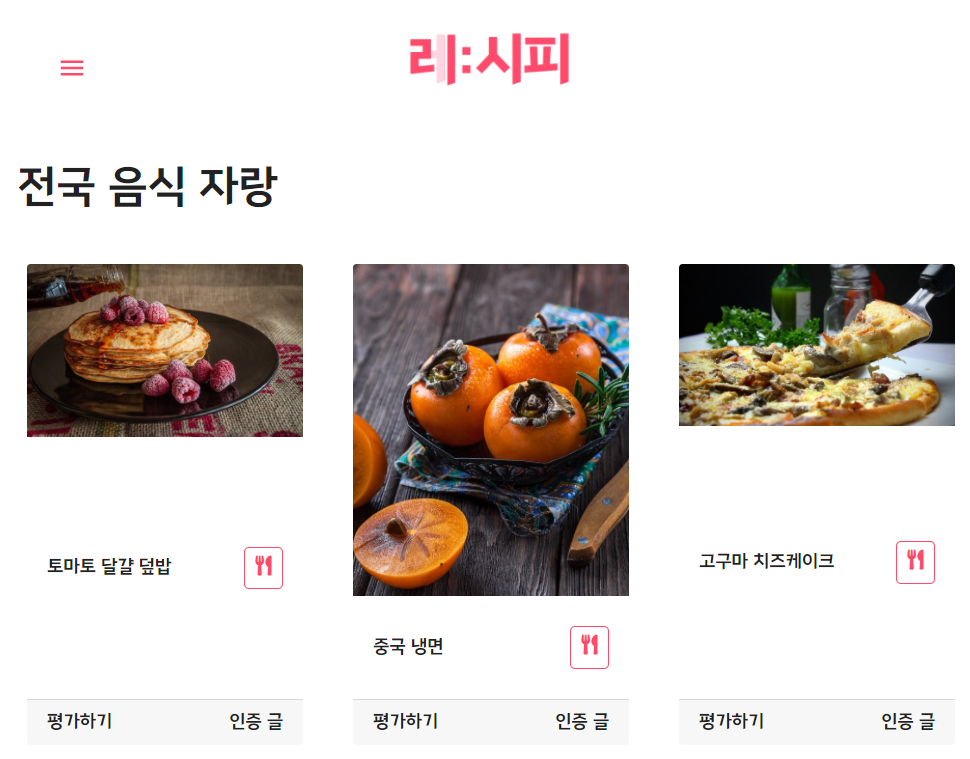 레:시피
전국 음식 자랑
토마토 달걀 덮밥
중국 냉면
고구마 치즈케이크
평가하기 인증 글
평가하기 인증 글
평가하기 인증 글